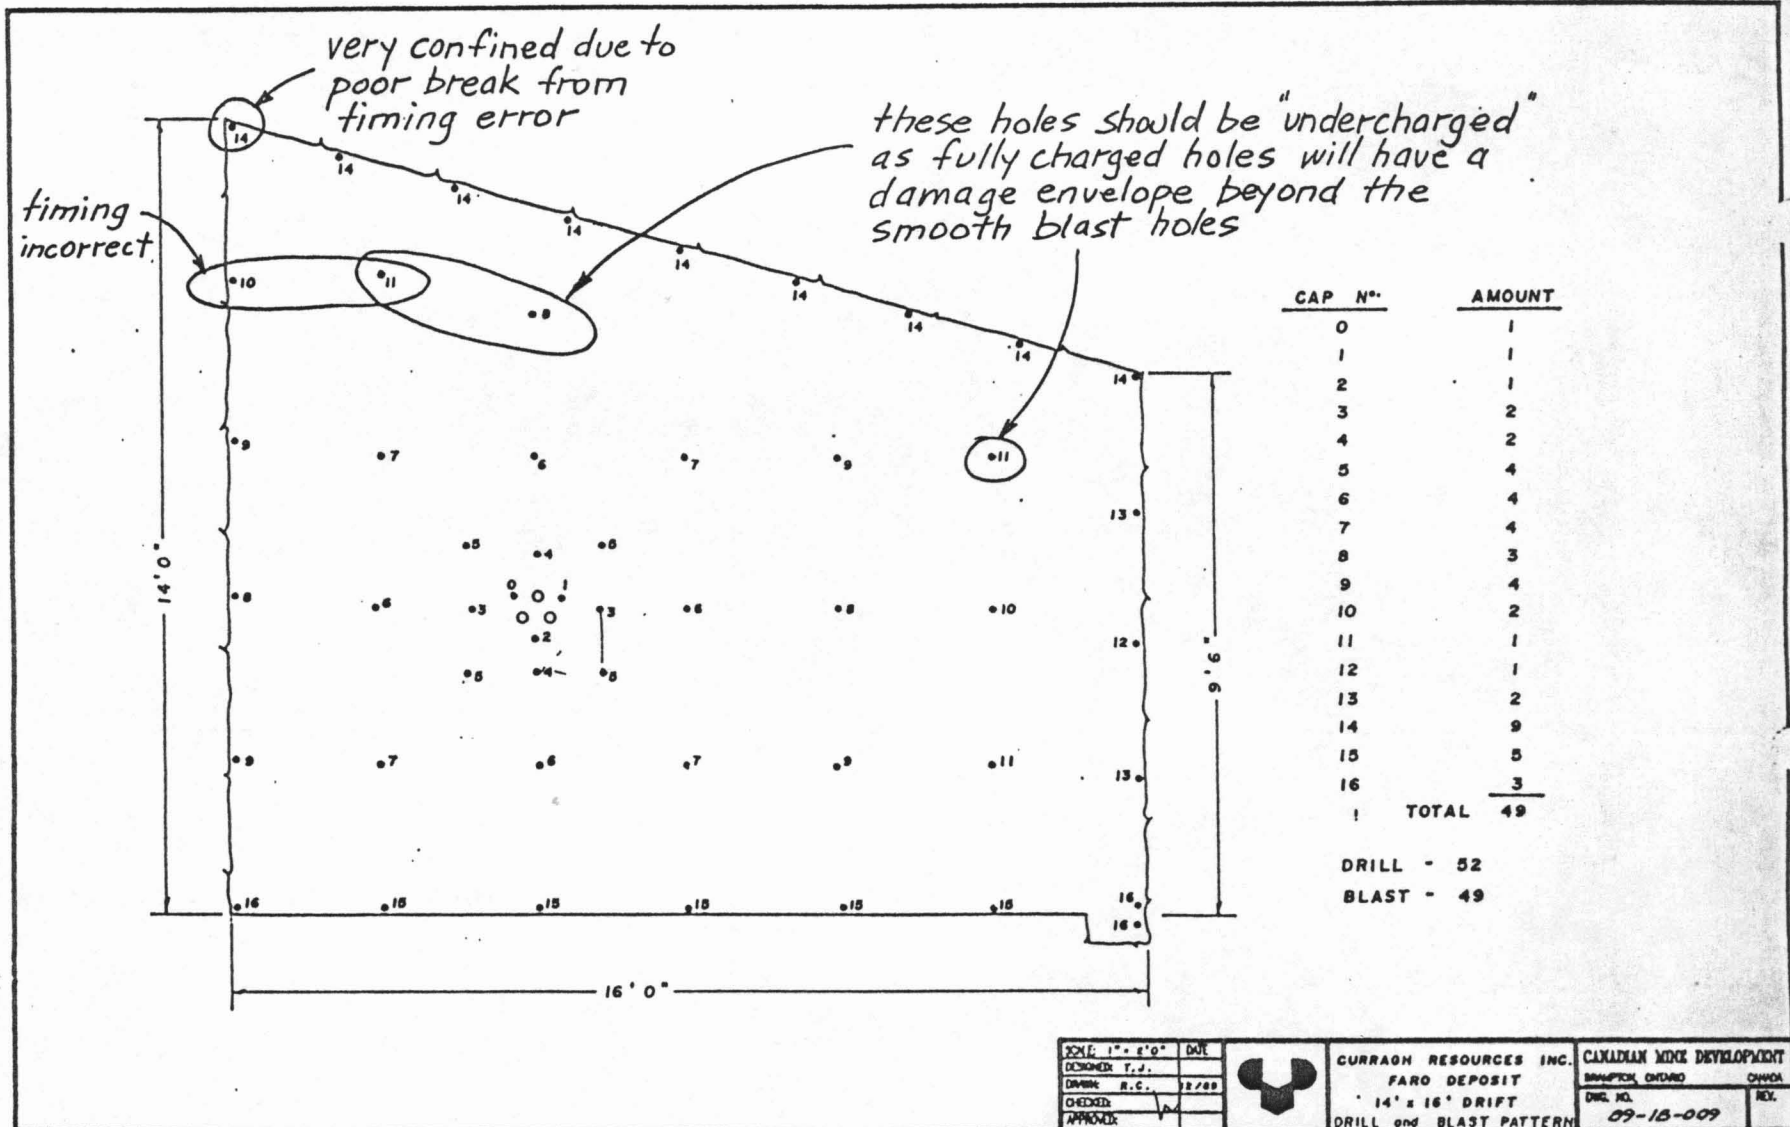 very confined due to
poor break from
timing error
these holes should be "undercharged"
as fully charged holes will have a
damage envelope beyond the
smooth blast holes
timing
incorrect
14
14
14
14
14
14
14
14
14
10 11 8
9 7 6 7 9 11
13
5 4 5
0 1
8 6 3 3 6 8 10
2
12
5 4 5
9 7 6 7 9 11
13
16 15 15 15 15 15 16
16
14'0"
9'6"
16'0"
CAP Nº. AMOUNT
0 1
1 1
2 1
3 2
4 2
5 4
6 4
7 4
8 3
9 4
10 2
11 1
12 1
13 2
14 9
15 5
16 3
TOTAL 49
DRILL - 52
BLAST - 49
SCALE: 1" = 2'0" DATE
DESIGNED: T.J.
DRAWN: R.C. 12/89
CHECKED:
APPROVED:
CURRAGH RESOURCES INC.
FARO DEPOSIT
14' x 16' DRIFT
DRILL and BLAST PATTERN
CANADIAN MINE DEVELOPMENT
BRAMPTON, ONTARIO CANADA
DWG. NO. REV.
89-1B-009